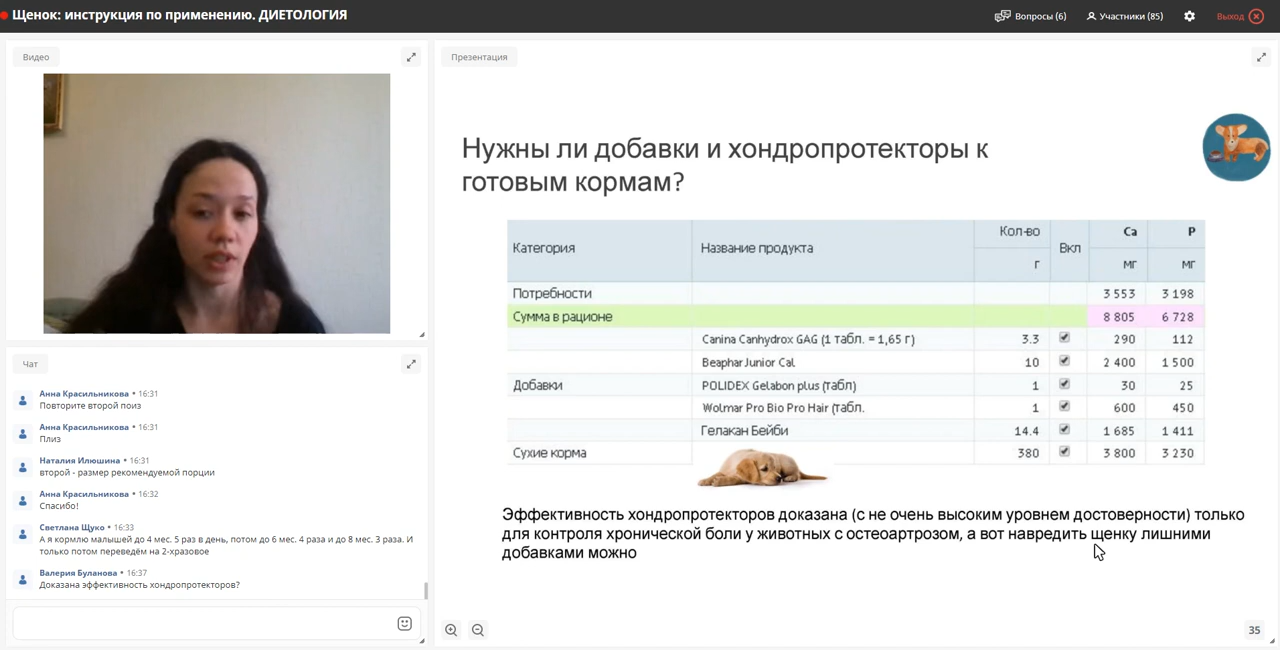 Щенок: инструкция по применению. ДИЕТОЛОГИЯ
Вопросы (6)
Участники (85)
Выход
Видео
Презентация
Нужны ли добавки и хондропротекторы к
готовым кормам?
Категория Название продукта Кол-во Вкл Ca P
г мг мг
Потребности 3 553 3 198
Сумма в рационе 8 805 6 728
Canina Canhydrox GAG (1 табл. = 1,65 г) 3.3 290 112
Beaphar Junior Cal 10 2 400 1 500
Добавки POLIDEX Gelabon plus (табл) 1 30 25
Wolmar Pro Bio Pro Hair (табл. 1 600 450
Гелакан Бейби 14.4 1 685 1 411
Сухие корма 380 3 800 3 230
Эффективность хондропротекторов доказана (с не очень высоким уровнем достоверности) только
для контроля хронической боли у животных с остеоартрозом, а вот навредить щенку лишними
добавками можно
35
Чат
Анна Красильникова • 16:31
Повторите второй поиз
Анна Красильникова • 16:31
Плиз
Наталия Илюшина • 16:31
второй - размер рекомендуемой порции
Анна Красильникова • 16:32
Спасибо!
Светлана Щуко • 16:33
А я кормлю малышей до 4 мес. 5 раз в день, потом до 6 мес. 4 раза и до 8 мес. 3 раза. И
только потом переведём на 2-хразовое
Валерия Буланова • 16:37
Доказана эффективность хондропротекторов?